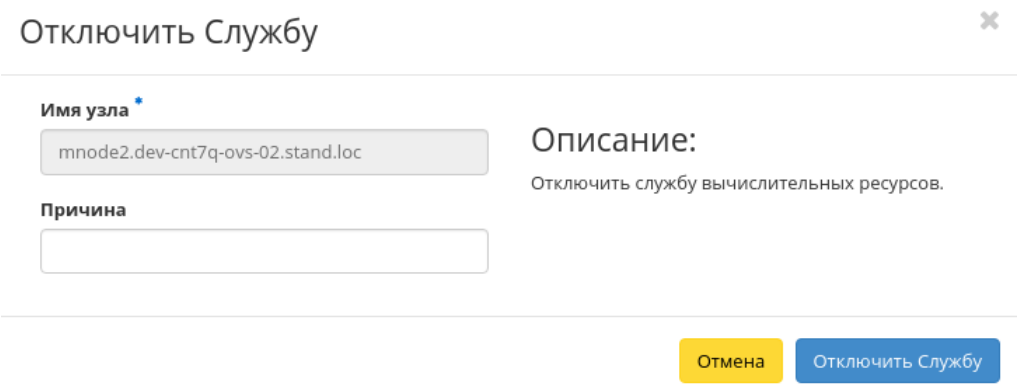 Отключить Службу
Имя узла *
mnode2.dev-cnt7q-ovs-02.stand.loc
Причина
Описание:
Отключить службу вычислительных ресурсов.
Отмена
Отключить Службу